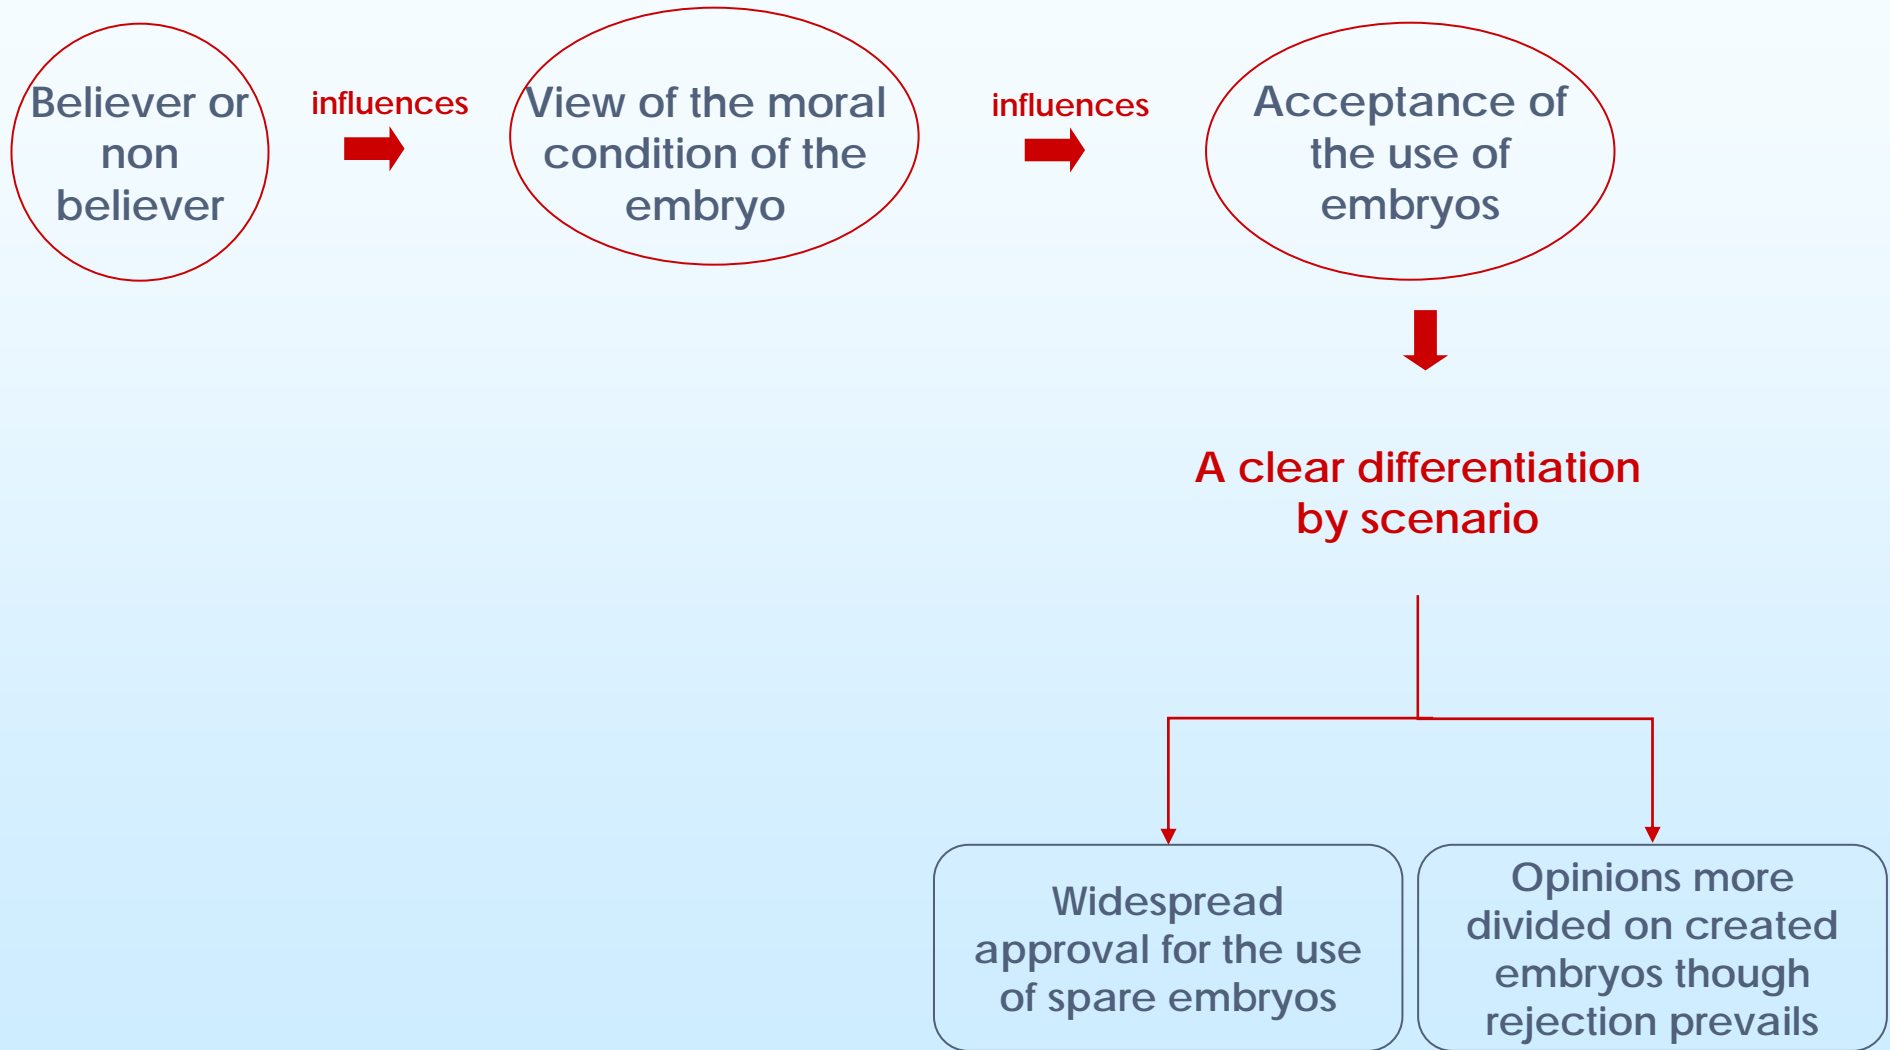 Believer or
non
believer
influences
View of the moral
condition of the
embryo
influences
Acceptance of
the use of
embryos
A clear differentiation
by scenario
Widespread
approval for the use
of spare embryos
Opinions more
divided on created
embryos though
rejection prevails